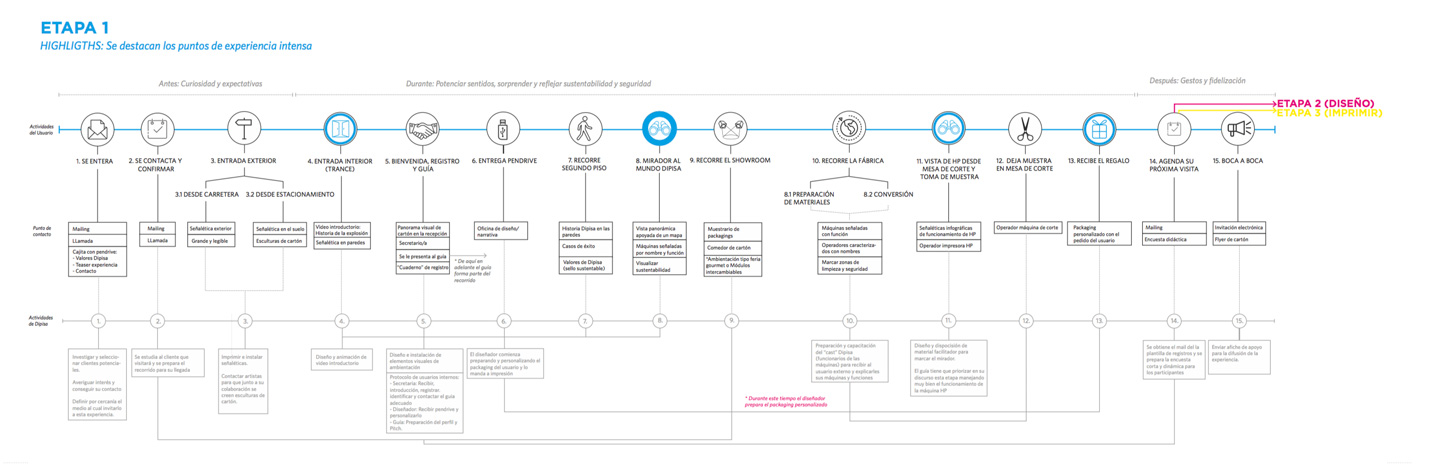 ETAPA 1
HIGHLIGTHS: Se destacan los puntos de experiencia intensa
Antes: Curiosidad y expectativas
Durante: Potenciar sentidos, sorprender y reflejar sustentabilidad y seguridad
Después: Gestos y fidelización
ETAPA 2 (DISEÑO)
ETAPA 3 (IMPRIMIR)
Actividades
del Usuario
1. SE ENTERA
2. SE CONTACTA Y
CONFIRMAR
3. ENTRADA EXTERIOR
3.1 DESDE CARRETERA
3.2 DESDE ESTACIONAMIENTO
4. ENTRADA INTERIOR
(TRANCE)
5. BIENVENIDA, REGISTRO
Y GUÍA
6. ENTREGA PENDRIVE
7. RECORRE
SEGUNDO PISO
8. MIRADOR AL
MUNDO DIPISA
9. RECORRE EL SHOWROOM
10. RECORRE LA FÁBRICA
8.1 PREPARACIÓN
DE MATERIALES
8.2 CONVERSIÓN
11. VISTA DE HP DESDE
MESA DE CORTE Y
TOMA DE MUESTRA
12. DEJA MUESTRA
EN MESA DE CORTE
13. RECIBE EL REGALO
14. AGENDA SU
PRÓXIMA VISITA
15. BOCA A BOCA
Punto de
contacto
Mailing
LLamada
Cajita con pendrive:
- Valores Dipisa
- Teaser experiencia
- Contacto
Mailing
LLamada
Señalética exterior
Grande y legible
Señalética en el suelo
Esculturas de cartón
Video introductorio:
Historia de la explosión
Señalética en paredes
Panorama visual de
cartón en la recepción
Secretario/a
Se le presenta al guía
"Cuaderno" de registro
* De aquí en
adelante el guía
forma parte del
recorrido
Oficina de diseño/
narrativa
Historia Dipisa en las
paredes
Casos de éxito
Valores de Dipisa
(sello sustentable)
Vista panorámica
apoyada de un mapa
Máquinas señaladas
por nombre y función
Visualizar
sustentabilidad
Muestrario de
packagings
Comedor de cartón
"Ambientación tipo feria
gourmet o Módulos
intercambiables
Máquinas señaladas
con función
Operadores caracteriza-
dos con nombres
Marcar zonas de
limpieza y seguridad
Señaléticas infográficas
de funcionamiento de HP
Operador impresora HP
Operador máquina de corte
Packaging
personalizado con el
pedido del usuario
Mailing
Encuesta didáctica
Invitación electrónica
Flyer de cartón
Actividades
de Dipisa
1.
2.
3.
4.
5.
6.
7.
8.
9.
10.
11.
12.
13.
14.
15.
Investigar y seleccio-
nar clientes potencia-
les.
Averiguar intento y
conseguir su contacto
Definir por cercanía el
medio al cual invitarlo
a esta experiencia.
Se estudia al cliente que
visitará y se prepara el
recorrido para su llegada
Imprimir e instalar
señaléticas.
Contactar artistas
para que junto a su
colaboración se
creen esculturas de
cartón.
Diseño y animación de
video introductorio
Diseño e instalación de
elementos visuales de
ambientación
Protocolo de usuarios internos:
- Secretaria: Recibir,
introducción, registrar,
identificar y contactar el guía
adecuado
- Diseñador: Recibir pendrive y
personalizarlo
- Guía: Preparación del perfil y
Pitch.
El diseñador comienza
preparando y personalizando el
packaging del usuario y lo
manda a impresión
* Durante este tiempo el diseñador
prepara el packaging personalizado
Preparación y capacitación
del "cast" Dipisa
(funcionarios de las
máquinas) para recibir al
usuario externo y explicarles
sus máquinas y funciones
Diseño y disposición de
material facilitador para
marcar el mirador.
El guía tiene que priorizar en su
discurso esta etapa manejando
muy bien el funcionamiento de
la máquina HP
Se obtiene el mail del la
plantilla de registros y se
prepara la encuesta
corta y dinámica para
los participantes
Enviar afiche de apoyo
para la difusión de la
experiencia.